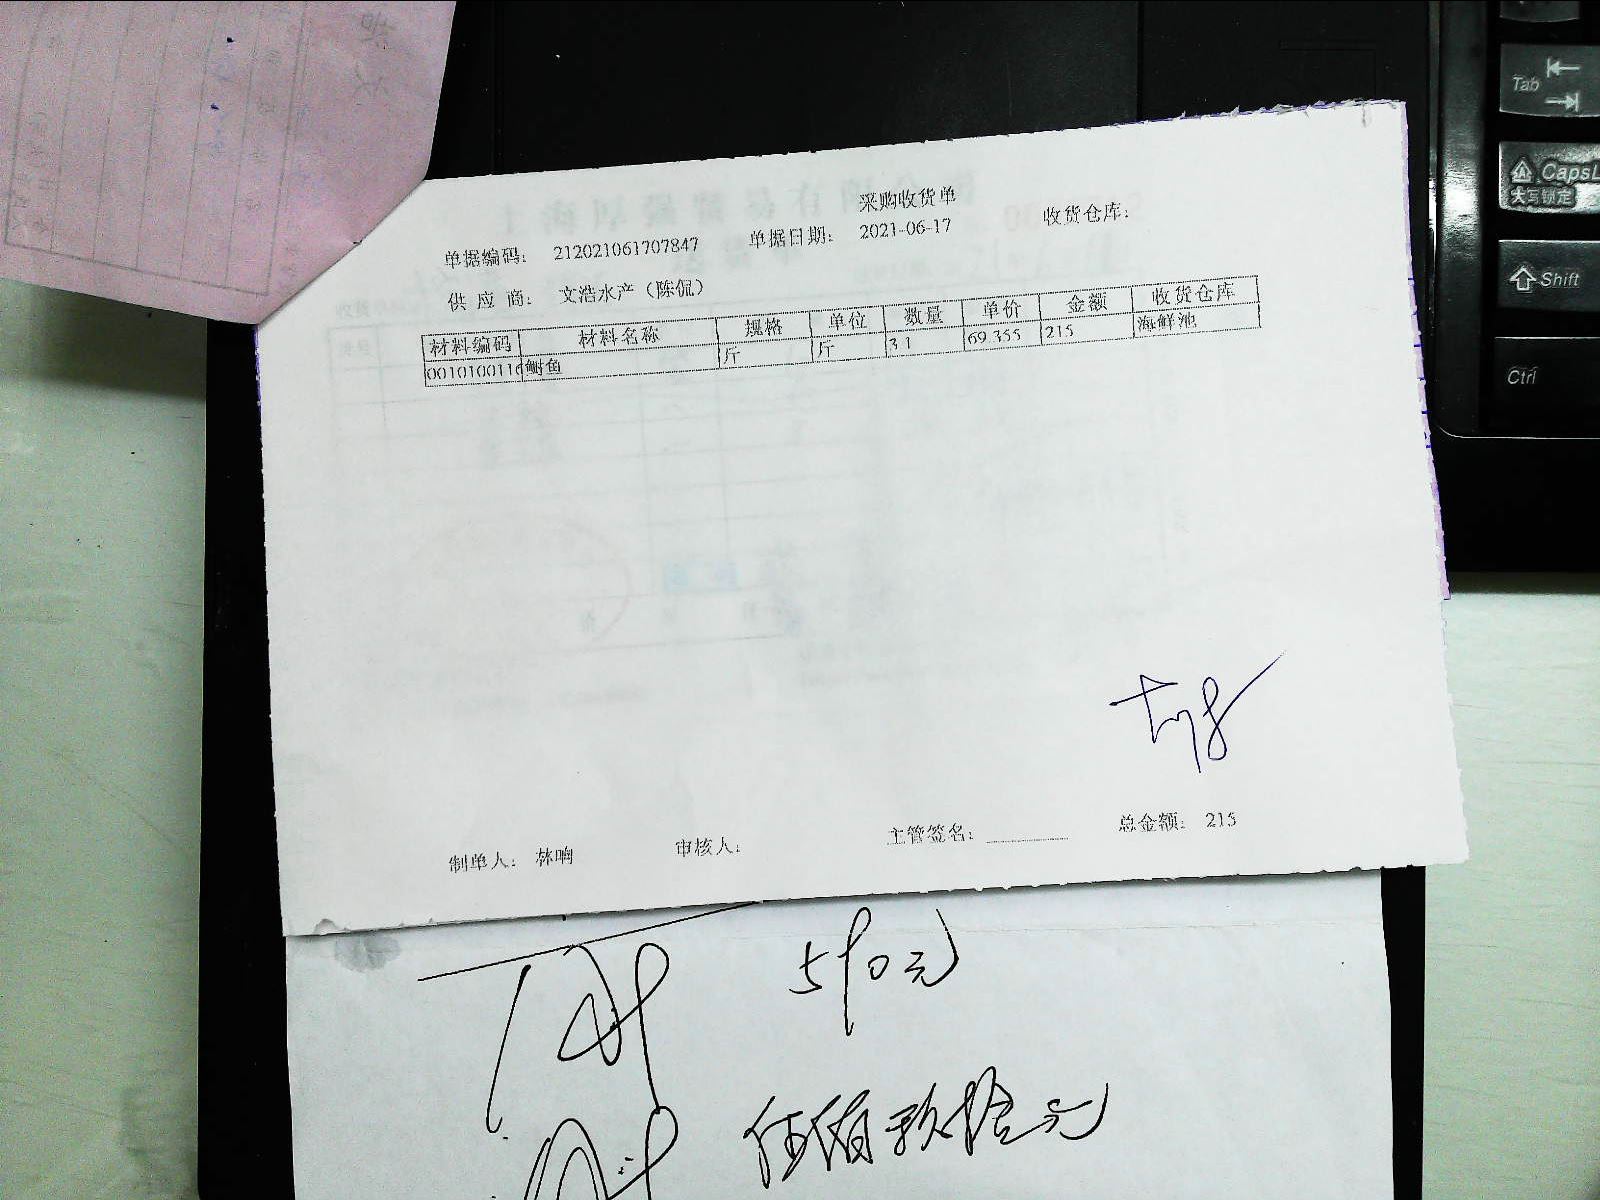 采购收货单
单据编码： 212021061707847 单据日期： 2021-06-17 收货仓库：
供 应 商： 文浩水产（陈侃）
材料编码 材料名称 规格 单位 数量 单价 金额 收货仓库
0010100116 鲥鱼 斤 斤 3.1 69.355 215 海鲜池
制单人： 林响 审核人： 主管签名： 总金额： 215
590元
伍佰玖拾元
Tab
CapsL
大写锁定
Shift
Ctrl